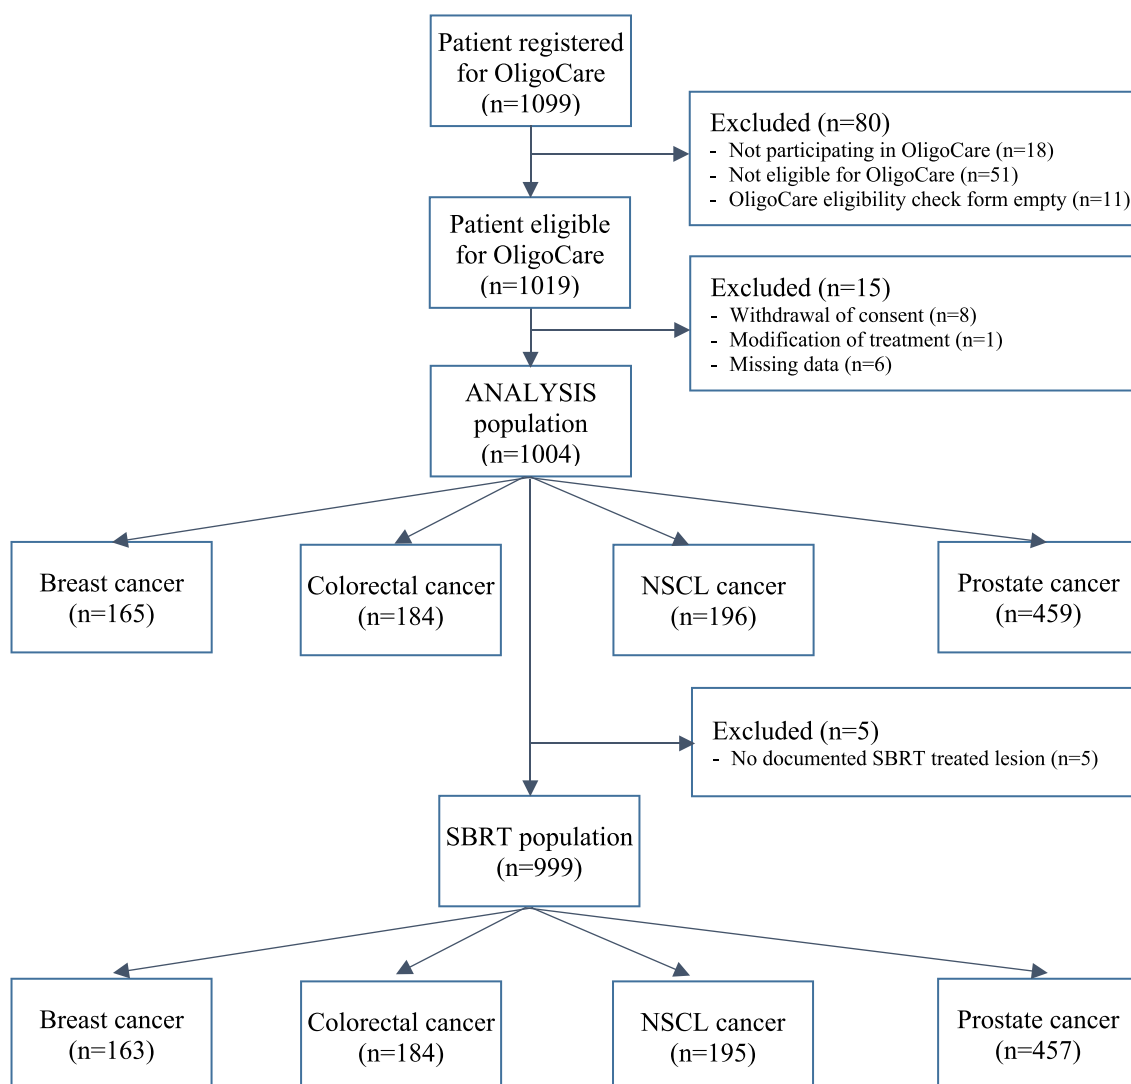 Patient registered
for OligoCare
(n=1099)
Excluded (n=80)
- Not participating in OligoCare (n=18)
- Not eligible for OligoCare (n=51)
- OligoCare eligibility check form empty (n=11)
Patient eligible
for OligoCare
(n=1019)
Excluded (n=15)
- Withdrawal of consent (n=8)
- Modification of treatment (n=1)
- Missing data (n=6)
ANALYSIS
population
(n=1004)
Breast cancer
(n=165)
Colorectal cancer
(n=184)
NSCL cancer
(n=196)
Prostate cancer
(n=459)
Excluded (n=5)
- No documented SBRT treated lesion (n=5)
SBRT population
(n=999)
Breast cancer
(n=163)
Colorectal cancer
(n=184)
NSCL cancer
(n=195)
Prostate cancer
(n=457)